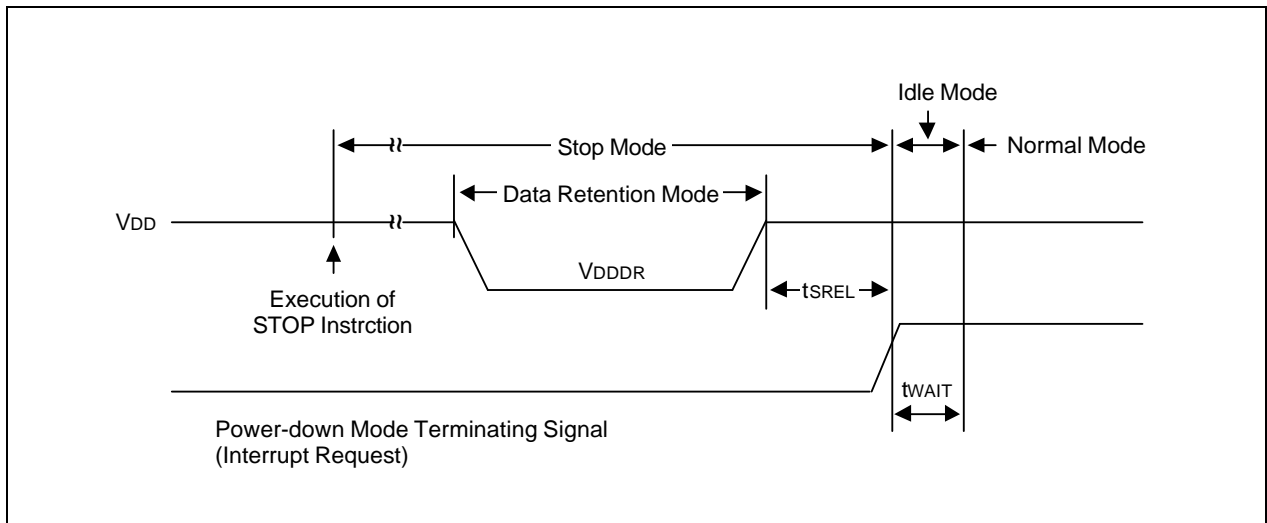 Idle Mode
Stop Mode
Normal Mode
Data Retention Mode
VDD
VDDDR
tSREL
Execution of
STOP Instrction
tWAIT
Power-down Mode Terminating Signal
(Interrupt Request)